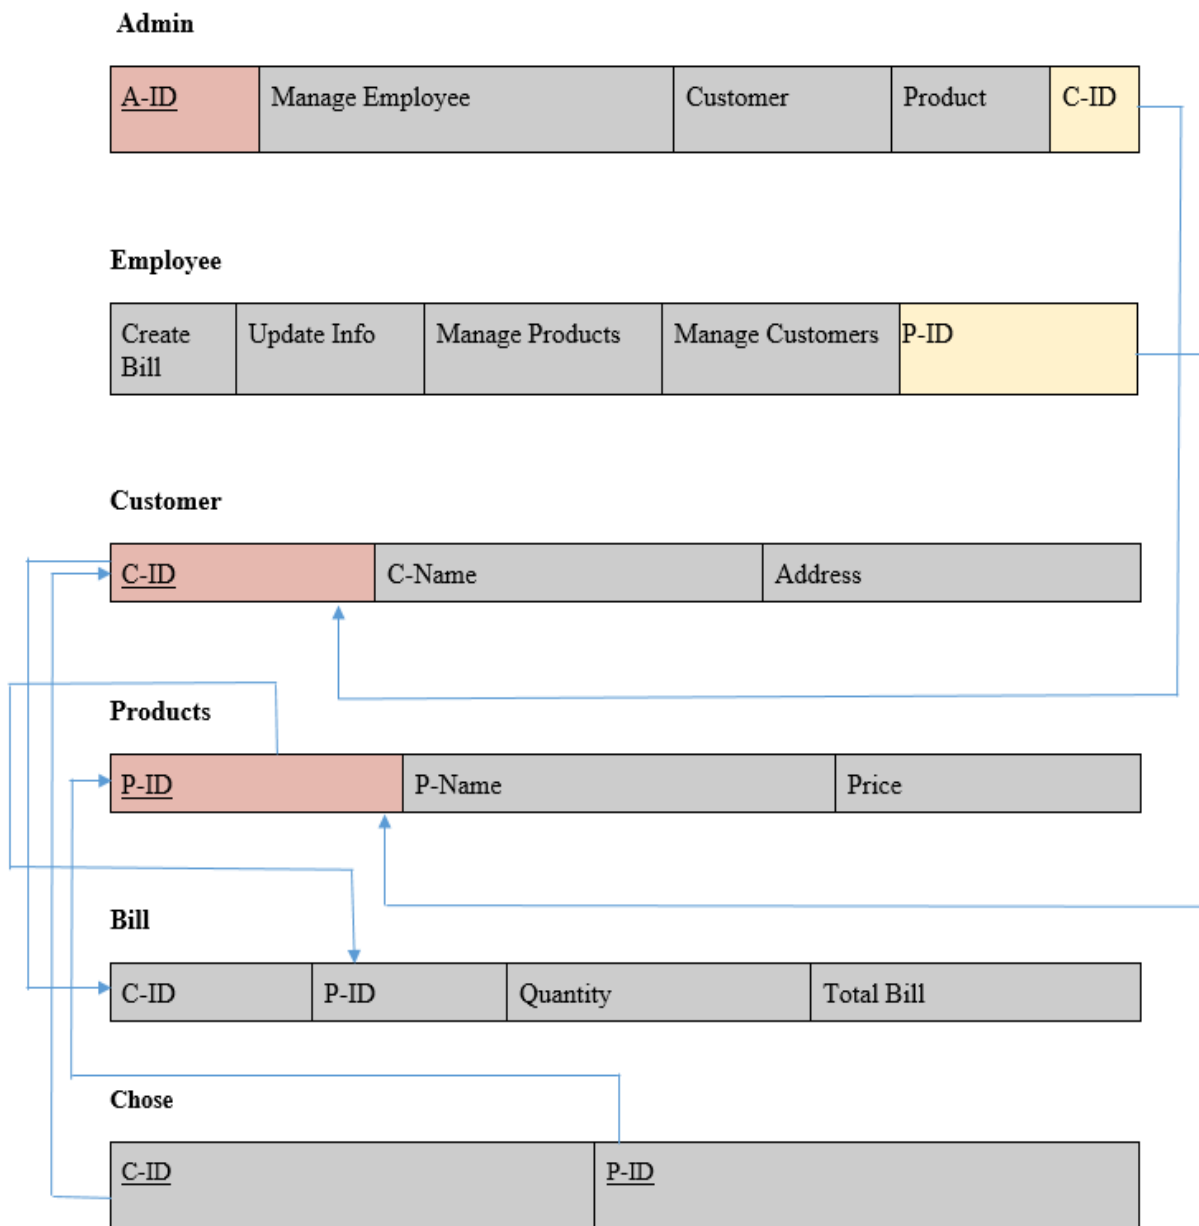 Admin
A-ID Manage Employee Customer Product C-ID
Employee
Create Update Info Manage Products Manage Customers P-ID
Bill
Customer
C-ID C-Name Address
Products
P-ID P-Name Price
Bill
C-ID P-ID Quantity Total Bill
Chose
C-ID P-ID